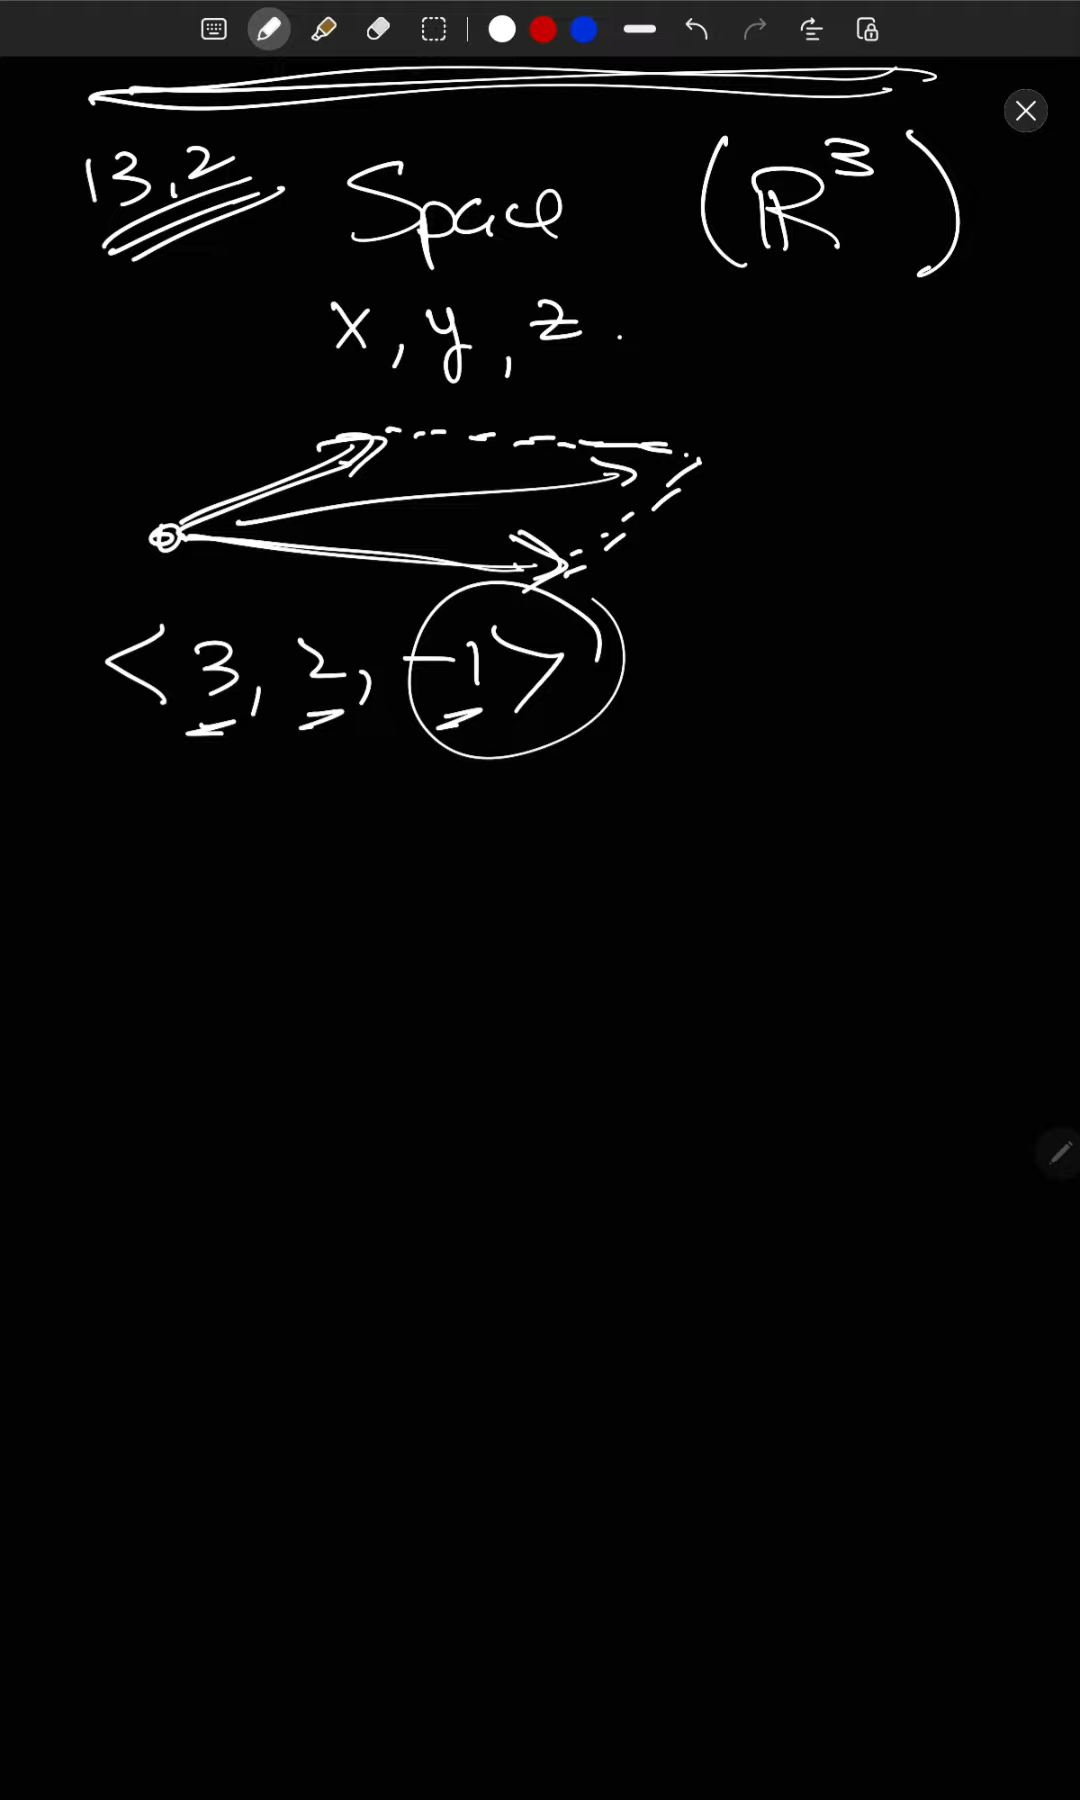 13.2 Space (ℝ³)
x, y, z.
<3, 2, -1>